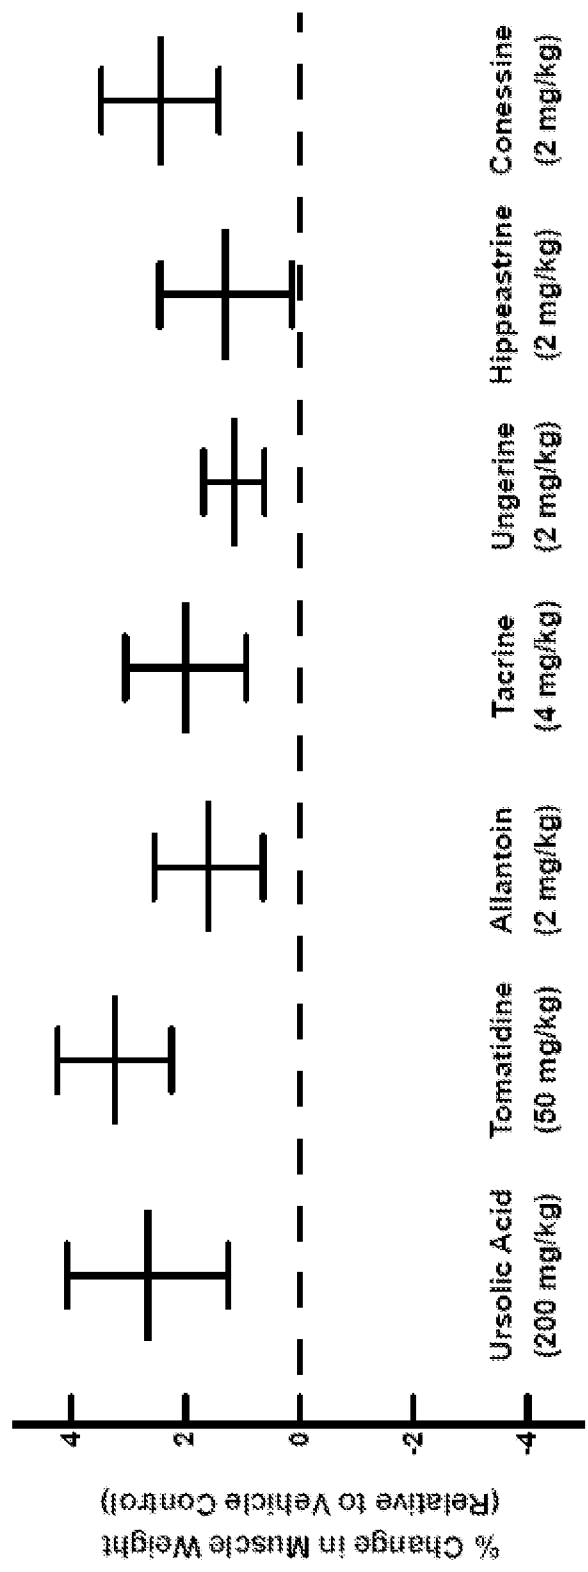 % Change in Muscle Weight
(Relative to Vehicle Control)
4
2
0
-2
-4
Ursolic Acid
(200 mg/kg)
Tomatidine
(50 mg/kg)
Allantoin
(2 mg/kg)
Tacrine
(4 mg/kg)
Ungerine
(2 mg/kg)
Hippeastrine
(2 mg/kg)
Conessine
(2 mg/kg)